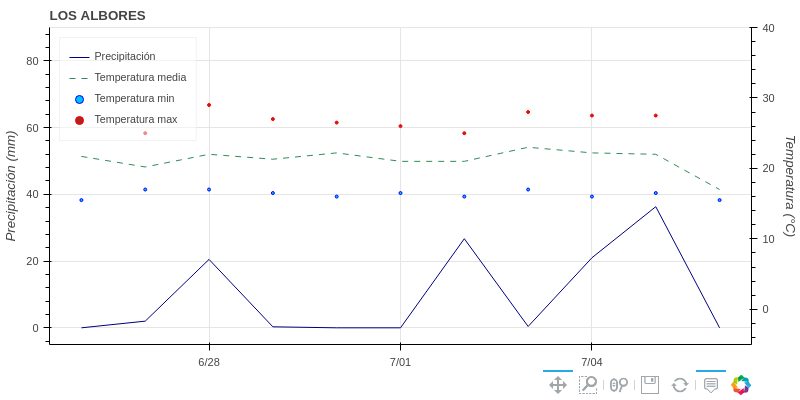 LOS ALBORES
Precipitación
Temperatura media
Temperatura min
Temperatura max
Precipitación (mm)
80
60
40
20
0
Temperatura (°C)
40
30
20
10
0
6/28
7/01
7/04